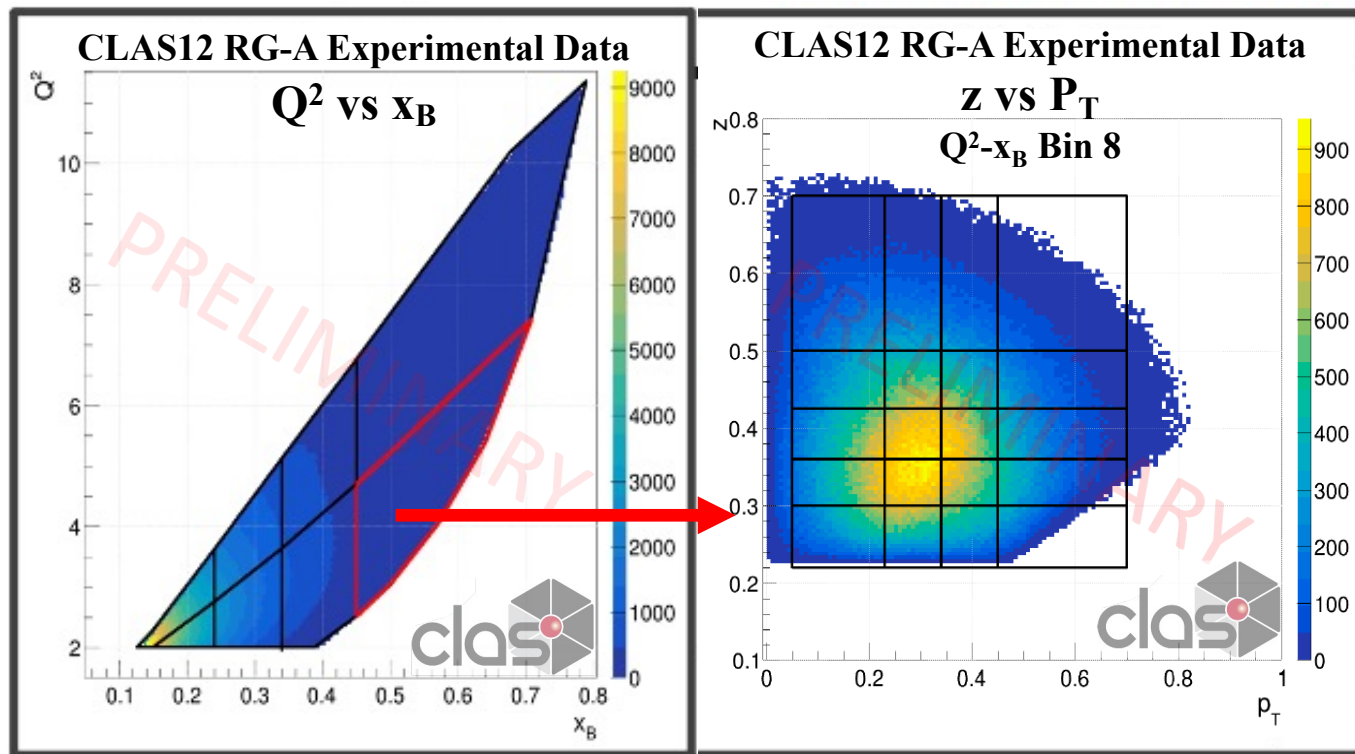 CLAS12 RG-A Experimental Data
Q² vs x_B
Q²
10
8
6
4
2
0.1 0.2 0.3 0.4 0.5 0.6 0.7 0.8
x_B
9000
8000
7000
6000
5000
4000
3000
2000
1000
0
PRELIMINARY
clas
CLAS12 RG-A Experimental Data
z vs P_T
Q²-x_B Bin 8
z
0.8
0.7
0.6
0.5
0.4
0.3
0.2
0.1
0 0.2 0.4 0.6 0.8 1
p_T
900
800
700
600
500
400
300
200
100
0
PRELIMINARY
clas